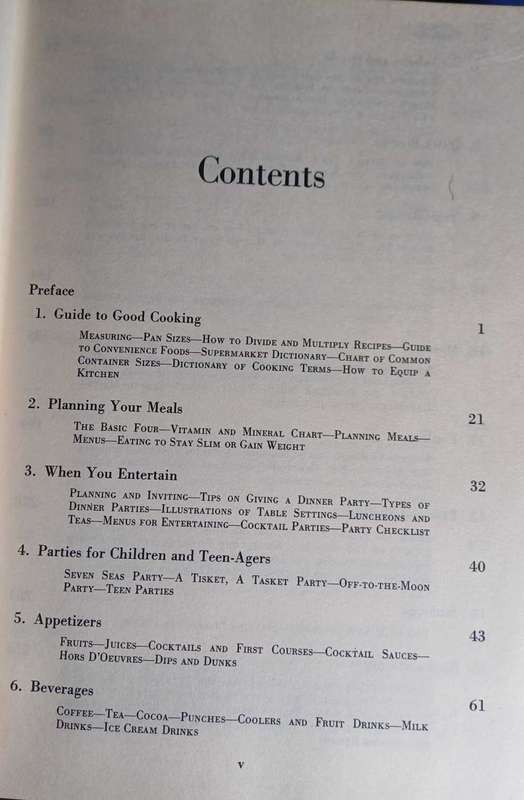 Contents
Preface
1. Guide to Good Cooking 1
Measuring—Pan Sizes—How to Divide and Multiply Recipes—Guide
to Convenience Foods—Supermarket Dictionary—Chart of Common
Container Sizes—Dictionary of Cooking Terms—How to Equip a
Kitchen
2. Planning Your Meals 21
The Basic Four—Vitamin and Mineral Chart—Planning Meals—
Menus—Eating to Stay Slim or Gain Weight
3. When You Entertain 32
Planning and Inviting—Tips on Giving a Dinner Party—Types of
Dinner Parties—Illustrations of Table Settings—Luncheons and
Teas—Menus for Entertaining—Cocktail Parties—Party Checklist
4. Parties for Children and Teen-Agers 40
Seven Seas Party—A Tisket, A Tasket Party—Off-to-the-Moon
Party—Teen Parties
5. Appetizers 43
Fruits—Juices—Cocktails and First Courses—Cocktail Sauces—
Hors D'Oeuvres—Dips and Dunks
6. Beverages 61
Coffee—Tea—Cocoa—Punches—Coolers and Fruit Drinks—Milk
Drinks—Ice Cream Drinks
v